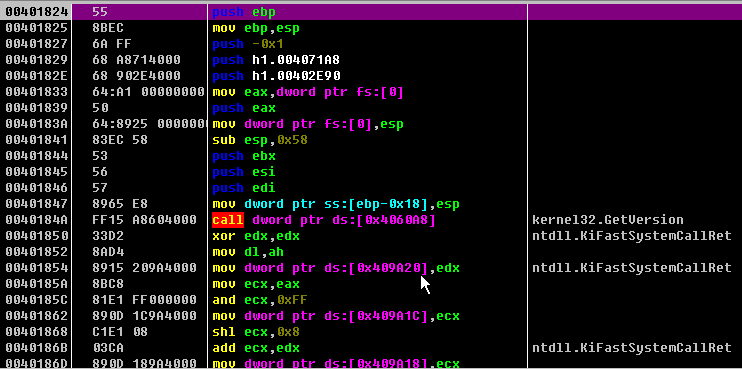 00401824 55 push ebp
00401825 8BEC mov ebp,esp
00401827 6A FF push -0x1
00401829 68 A8714000 push h1.004071A8
0040182E 68 902E4000 push h1.00402E90
00401833 64:A1 00000000 mov eax,dword ptr fs:[0]
00401839 50 push eax
0040183A 64:8925 0000000 mov dword ptr fs:[0],esp
00401841 83EC 58 sub esp,0x58
00401844 53 push ebx
00401845 56 push esi
00401846 57 push edi
00401847 8965 E8 mov dword ptr ss:[ebp-0x18],esp
0040184A FF15 A8604000 call dword ptr ds:[0x4060A8] kernel32.GetVersion
00401850 33D2 xor edx,edx ntdll.KiFastSystemCallRet
00401852 8AD4 mov dl,ah
00401854 8915 209A4000 mov dword ptr ds:[0x409A20],edx ntdll.KiFastSystemCallRet
0040185A 8BC8 mov ecx,eax
0040185C 81E1 FF000000 and ecx,0xFF
00401862 890D 1C9A4000 mov dword ptr ds:[0x409A1C],ecx
00401868 C1E1 08 shl ecx,0x8
0040186B 03CA add ecx,edx ntdll.KiFastSystemCallRet
0040186D 890D 189A4000 mov dword ptr ds:[0x409A18],ecx